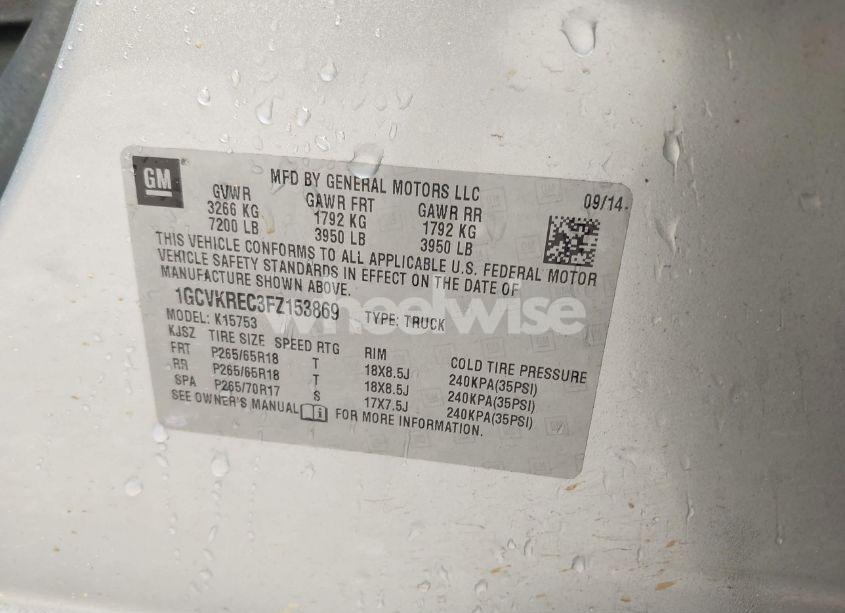 GM
MFD BY GENERAL MOTORS LLC
09/14
GVWR GAWR FRT GAWR RR
3266 KG 1792 KG 1792 KG
7200 LB 3950 LB 3950 LB
THIS VEHICLE CONFORMS TO ALL APPLICABLE U.S. FEDERAL MOTOR
VEHICLE SAFETY STANDARDS IN EFFECT ON THE DATE OF
MANUFACTURE SHOWN ABOVE.
1GCVKREC3FZ153869 TYPE: TRUCK
MODEL: K15753
KJSZ TIRE SIZE SPEED RTG RIM COLD TIRE PRESSURE
FRT P265/65R18 T 18X8.5J 240KPA(35PSI)
RR P265/65R18 T 18X8.5J 240KPA(35PSI)
SPA P265/70R17 S 17X7.5J 240KPA(35PSI)
SEE OWNER'S MANUAL FOR MORE INFORMATION.
wheelwise